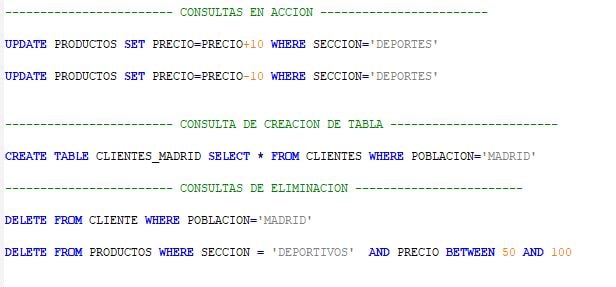 ------------------------ CONSULTAS EN ACCION ------------------------
UPDATE PRODUCTOS SET PRECIO=PRECIO+10 WHERE SECCION='DEPORTES'
UPDATE PRODUCTOS SET PRECIO=PRECIO-10 WHERE SECCION='DEPORTES'
------------------------ CONSULTA DE CREACION DE TABLA ------------------------
CREATE TABLE CLIENTES_MADRID SELECT * FROM CLIENTES WHERE POBLACION='MADRID'
------------------------ CONSULTAS DE ELIMINACION ------------------------
DELETE FROM CLIENTE WHERE POBLACION='MADRID'
DELETE FROM PRODUCTOS WHERE SECCION = 'DEPORTIVOS'  AND PRECIO BETWEEN 50 AND 100